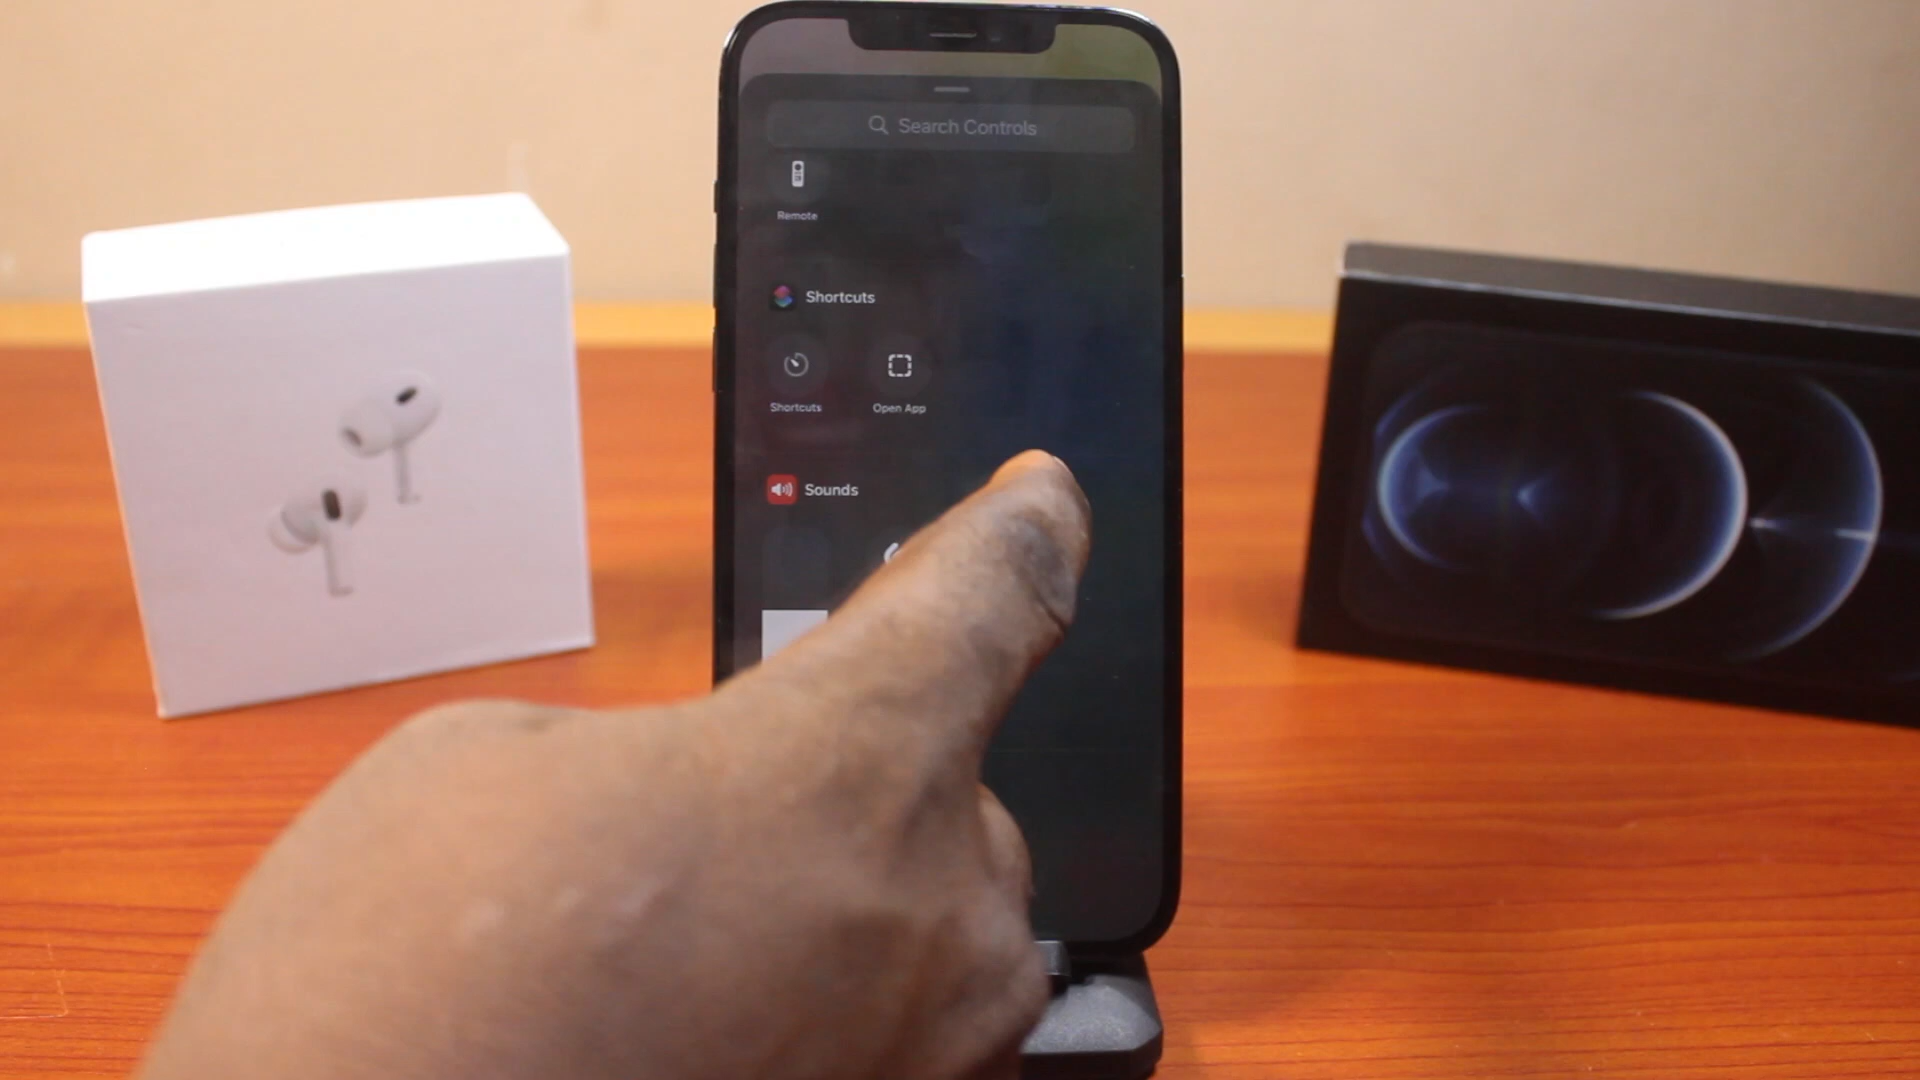 Search Controls
Remote
Shortcuts
Shortcuts
Open App
Sounds